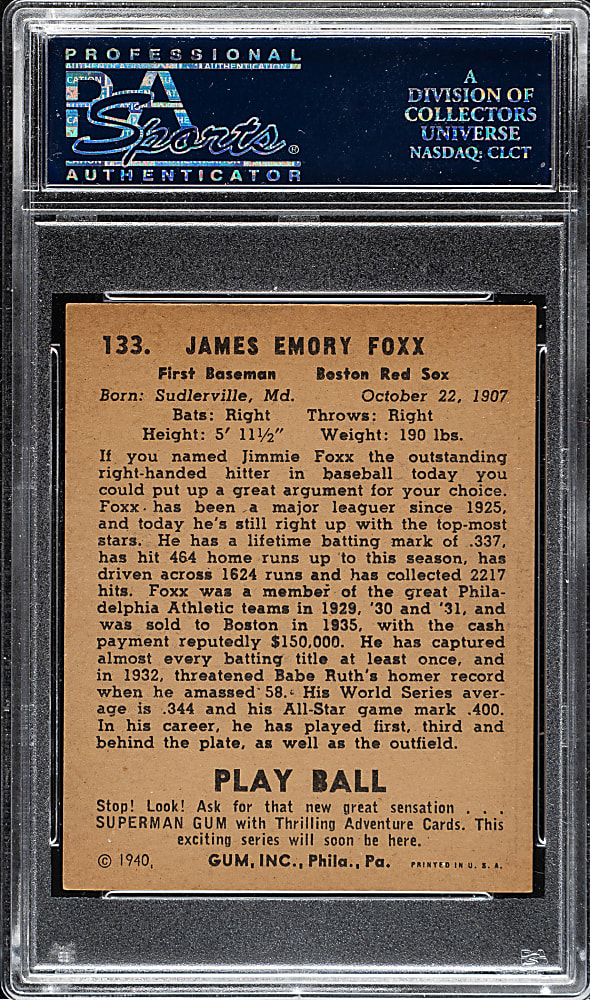 PROFESSIONAL
PSA
Sports®
AUTHENTICATOR
A
DIVISION OF
COLLECTORS
UNIVERSE
NASDAQ: CLCT
133. JAMES EMORY FOXX
First Baseman Boston Red Sox
Born: Sudlerville, Md. October 22, 1907
Bats: Right Throws: Right
Height: 5' 11½" Weight: 190 lbs.
If you named Jimmie Foxx the outstanding
right-handed hitter in baseball today you
could put up a great argument for your choice.
Foxx has been a major leaguer since 1925,
and today he's still right up with the top-most
stars. He has a lifetime batting mark of .337,
has hit 464 home runs up to this season, has
driven across 1624 runs and has collected 2217
hits. Foxx was a member of the great Phila-
delphia Athletic teams in 1929, '30 and '31, and
was sold to Boston in 1935, with the cash
payment reputedly $150,000. He has captured
almost every batting title at least once, and
in 1932, threatened Babe Ruth's homer record
when he amassed 58. His World Series aver-
age is .344 and his All-Star game mark .400.
In his career, he has played first, third and
behind the plate, as well as the outfield.
PLAY BALL
Stop! Look! Ask for that new great sensation . . .
SUPERMAN GUM with Thrilling Adventure Cards. This
exciting series will soon be here.
© 1940, GUM, INC., Phila., Pa. PRINTED IN U. S. A.